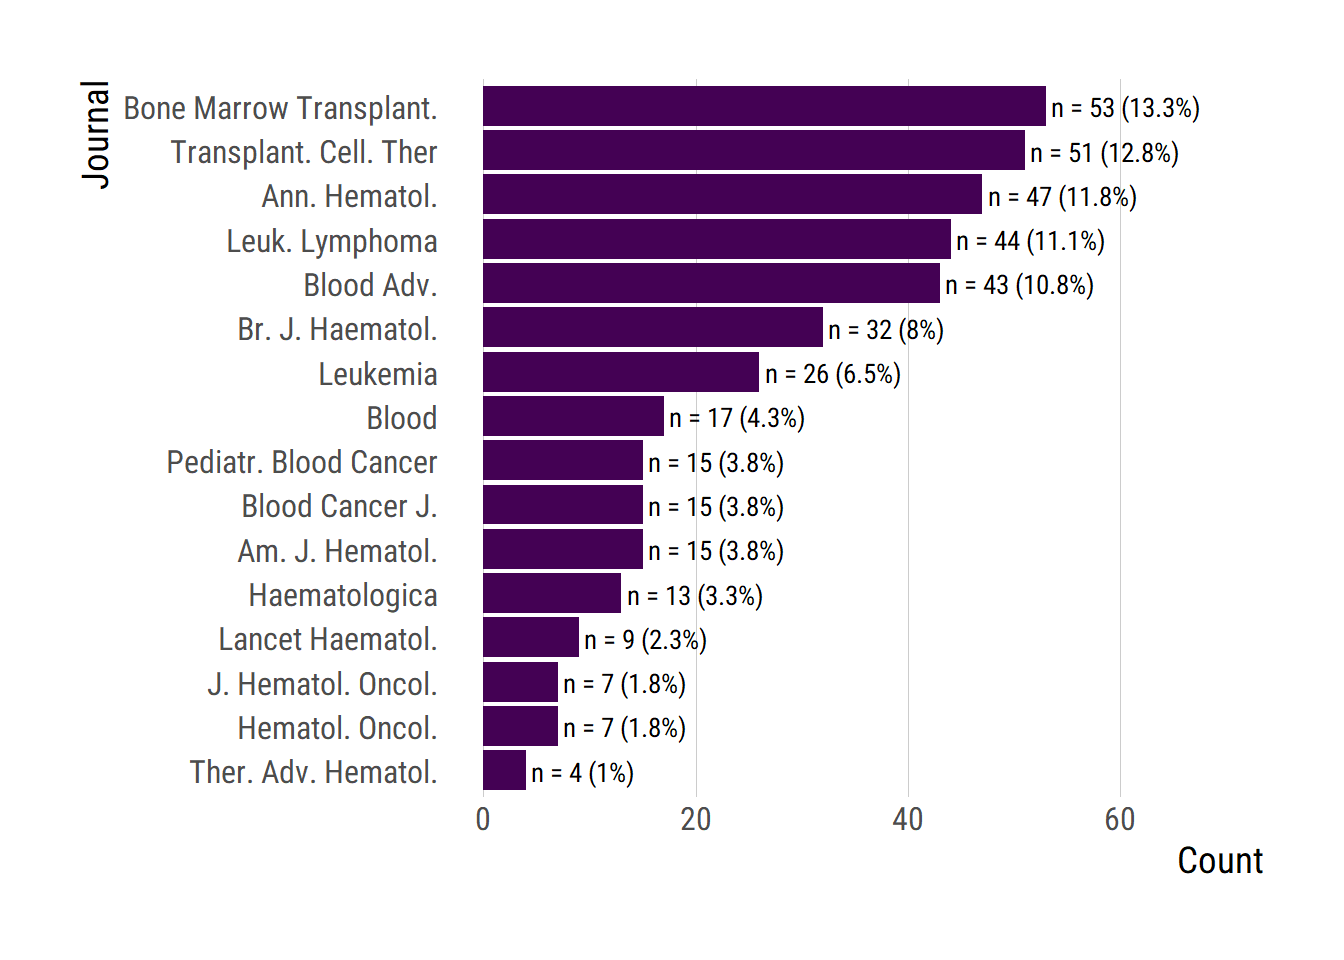 Journal
Bone Marrow Transplant. n = 53 (13.3%)
Transplant. Cell. Ther n = 51 (12.8%)
Ann. Hematol. n = 47 (11.8%)
Leuk. Lymphoma n = 44 (11.1%)
Blood Adv. n = 43 (10.8%)
Br. J. Haematol. n = 32 (8%)
Leukemia n = 26 (6.5%)
Blood n = 17 (4.3%)
Pediatr. Blood Cancer n = 15 (3.8%)
Blood Cancer J. n = 15 (3.8%)
Am. J. Hematol. n = 15 (3.8%)
Haematologica n = 13 (3.3%)
Lancet Haematol. n = 9 (2.3%)
J. Hematol. Oncol. n = 7 (1.8%)
Hematol. Oncol. n = 7 (1.8%)
Ther. Adv. Hematol. n = 4 (1%)
0 20 40 60
Count